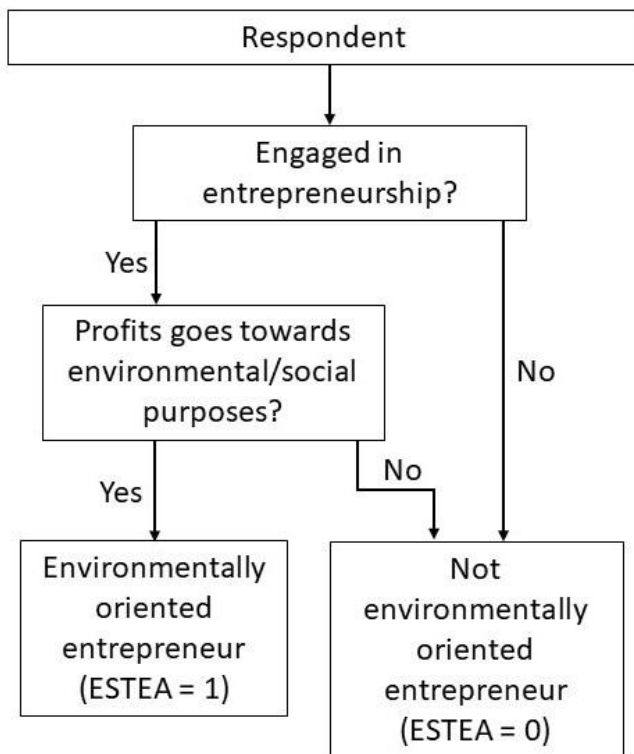 Respondent
Engaged in
entrepreneurship?
Yes
No
Profits goes towards
environmental/social
purposes?
Yes
No
Environmentally
oriented
entrepreneur
(ESTEA = 1)
Not
environmentally
oriented
entrepreneur
(ESTEA = 0)